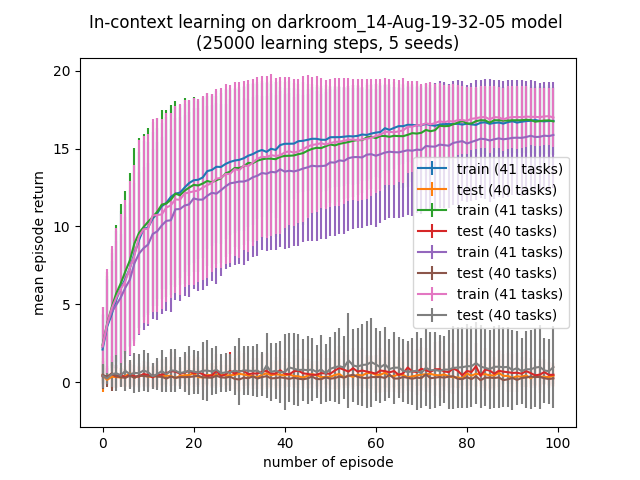 In-context learning on darkroom_14-Aug-19-32-05 model
(25000 learning steps, 5 seeds)
20
15
10
5
0
mean episode return
train (41 tasks)
test (40 tasks)
train (41 tasks)
test (40 tasks)
train (41 tasks)
test (40 tasks)
train (41 tasks)
test (40 tasks)
0 20 40 60 80 100
number of episode